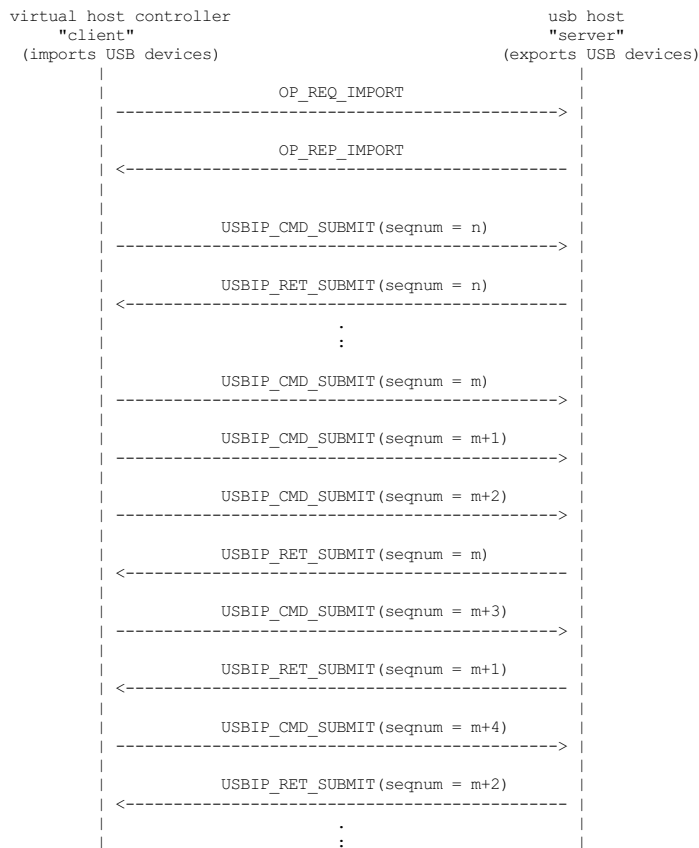 virtual host controller usb host
"client" "server"
(imports USB devices) (exports USB devices)
OP_REQ_IMPORT
OP_REP_IMPORT
USBIP_CMD_SUBMIT(seqnum = n)
USBIP_RET_SUBMIT(seqnum = n)
.
:
USBIP_CMD_SUBMIT(seqnum = m)
USBIP_CMD_SUBMIT(seqnum = m+1)
USBIP_CMD_SUBMIT(seqnum = m+2)
USBIP_RET_SUBMIT(seqnum = m)
USBIP_CMD_SUBMIT(seqnum = m+3)
USBIP_RET_SUBMIT(seqnum = m+1)
USBIP_CMD_SUBMIT(seqnum = m+4)
USBIP_RET_SUBMIT(seqnum = m+2)
.
: